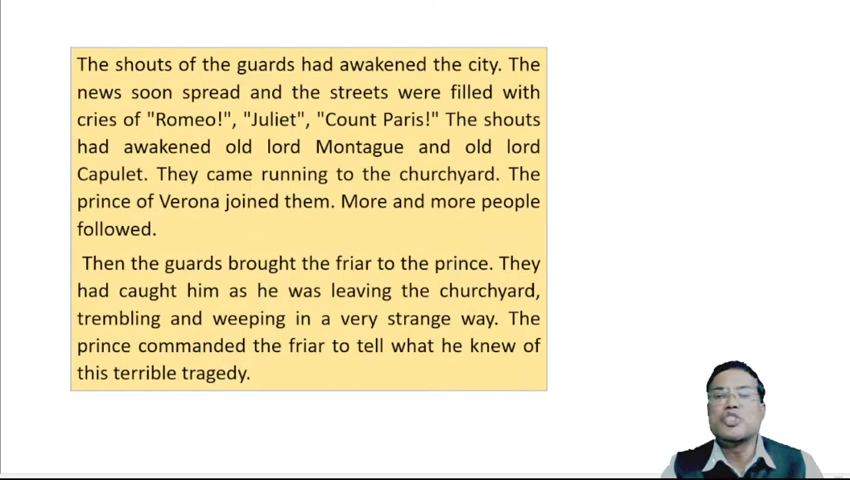 The shouts of the guards had awakened the city. The
news soon spread and the streets were filled with
cries of "Romeo!", "Juliet", "Count Paris!" The shouts
had awakened old lord Montague and old lord
Capulet. They came running to the churchyard. The
prince of Verona joined them. More and more people
followed.
Then the guards brought the friar to the prince. They
had caught him as he was leaving the churchyard,
trembling and weeping in a very strange way. The
prince commanded the friar to tell what he knew of
this terrible tragedy.